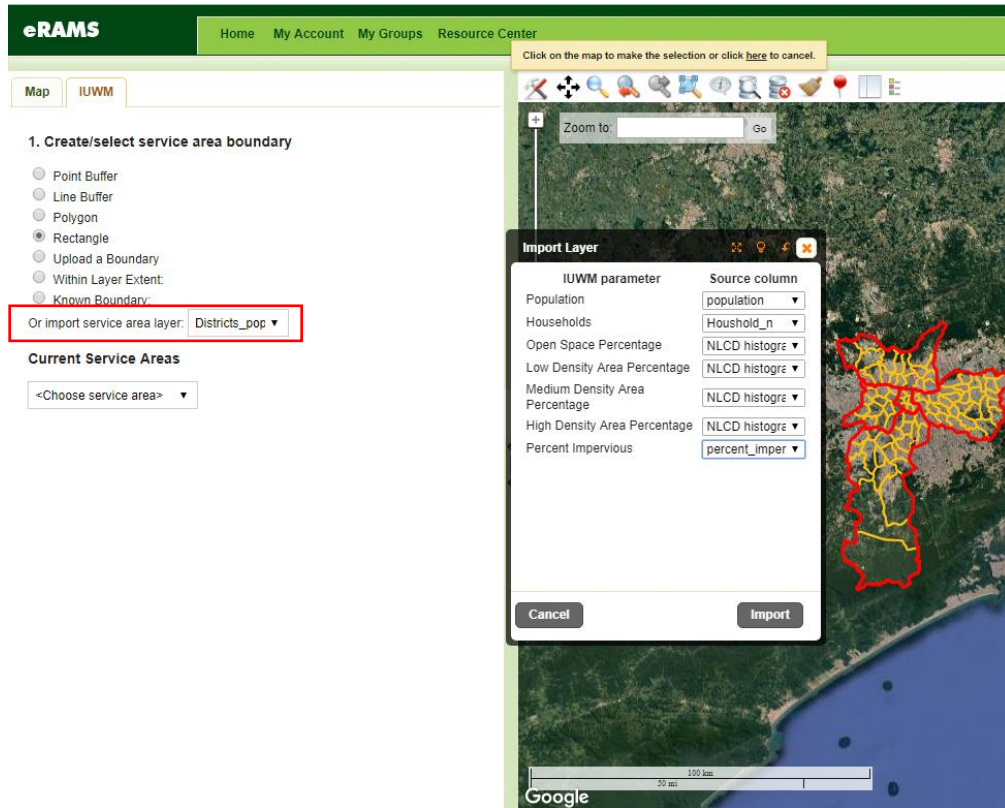 eRAMS
Home My Account My Groups Resource Center
Click on the map to make the selection or click here to cancel.
Map IUWM
1. Create/select service area boundary
Point Buffer
Line Buffer
Polygon
Rectangle
Upload a Boundary
Within Layer Extent:
Known Boundary:
Or import service area layer: Districts_pop
Current Service Areas
<Choose service area>
Zoom to: Go
Import Layer
IUWM parameter Source column
Population population
Households Houshold_n
Open Space Percentage NLCD histogra
Low Density Area Percentage NLCD histogra
Medium Density Area
Percentage NLCD histogra
High Density Area Percentage NLCD histogra
Percent Impervious percent_imper
Cancel Import
100 km
50 mi
Google